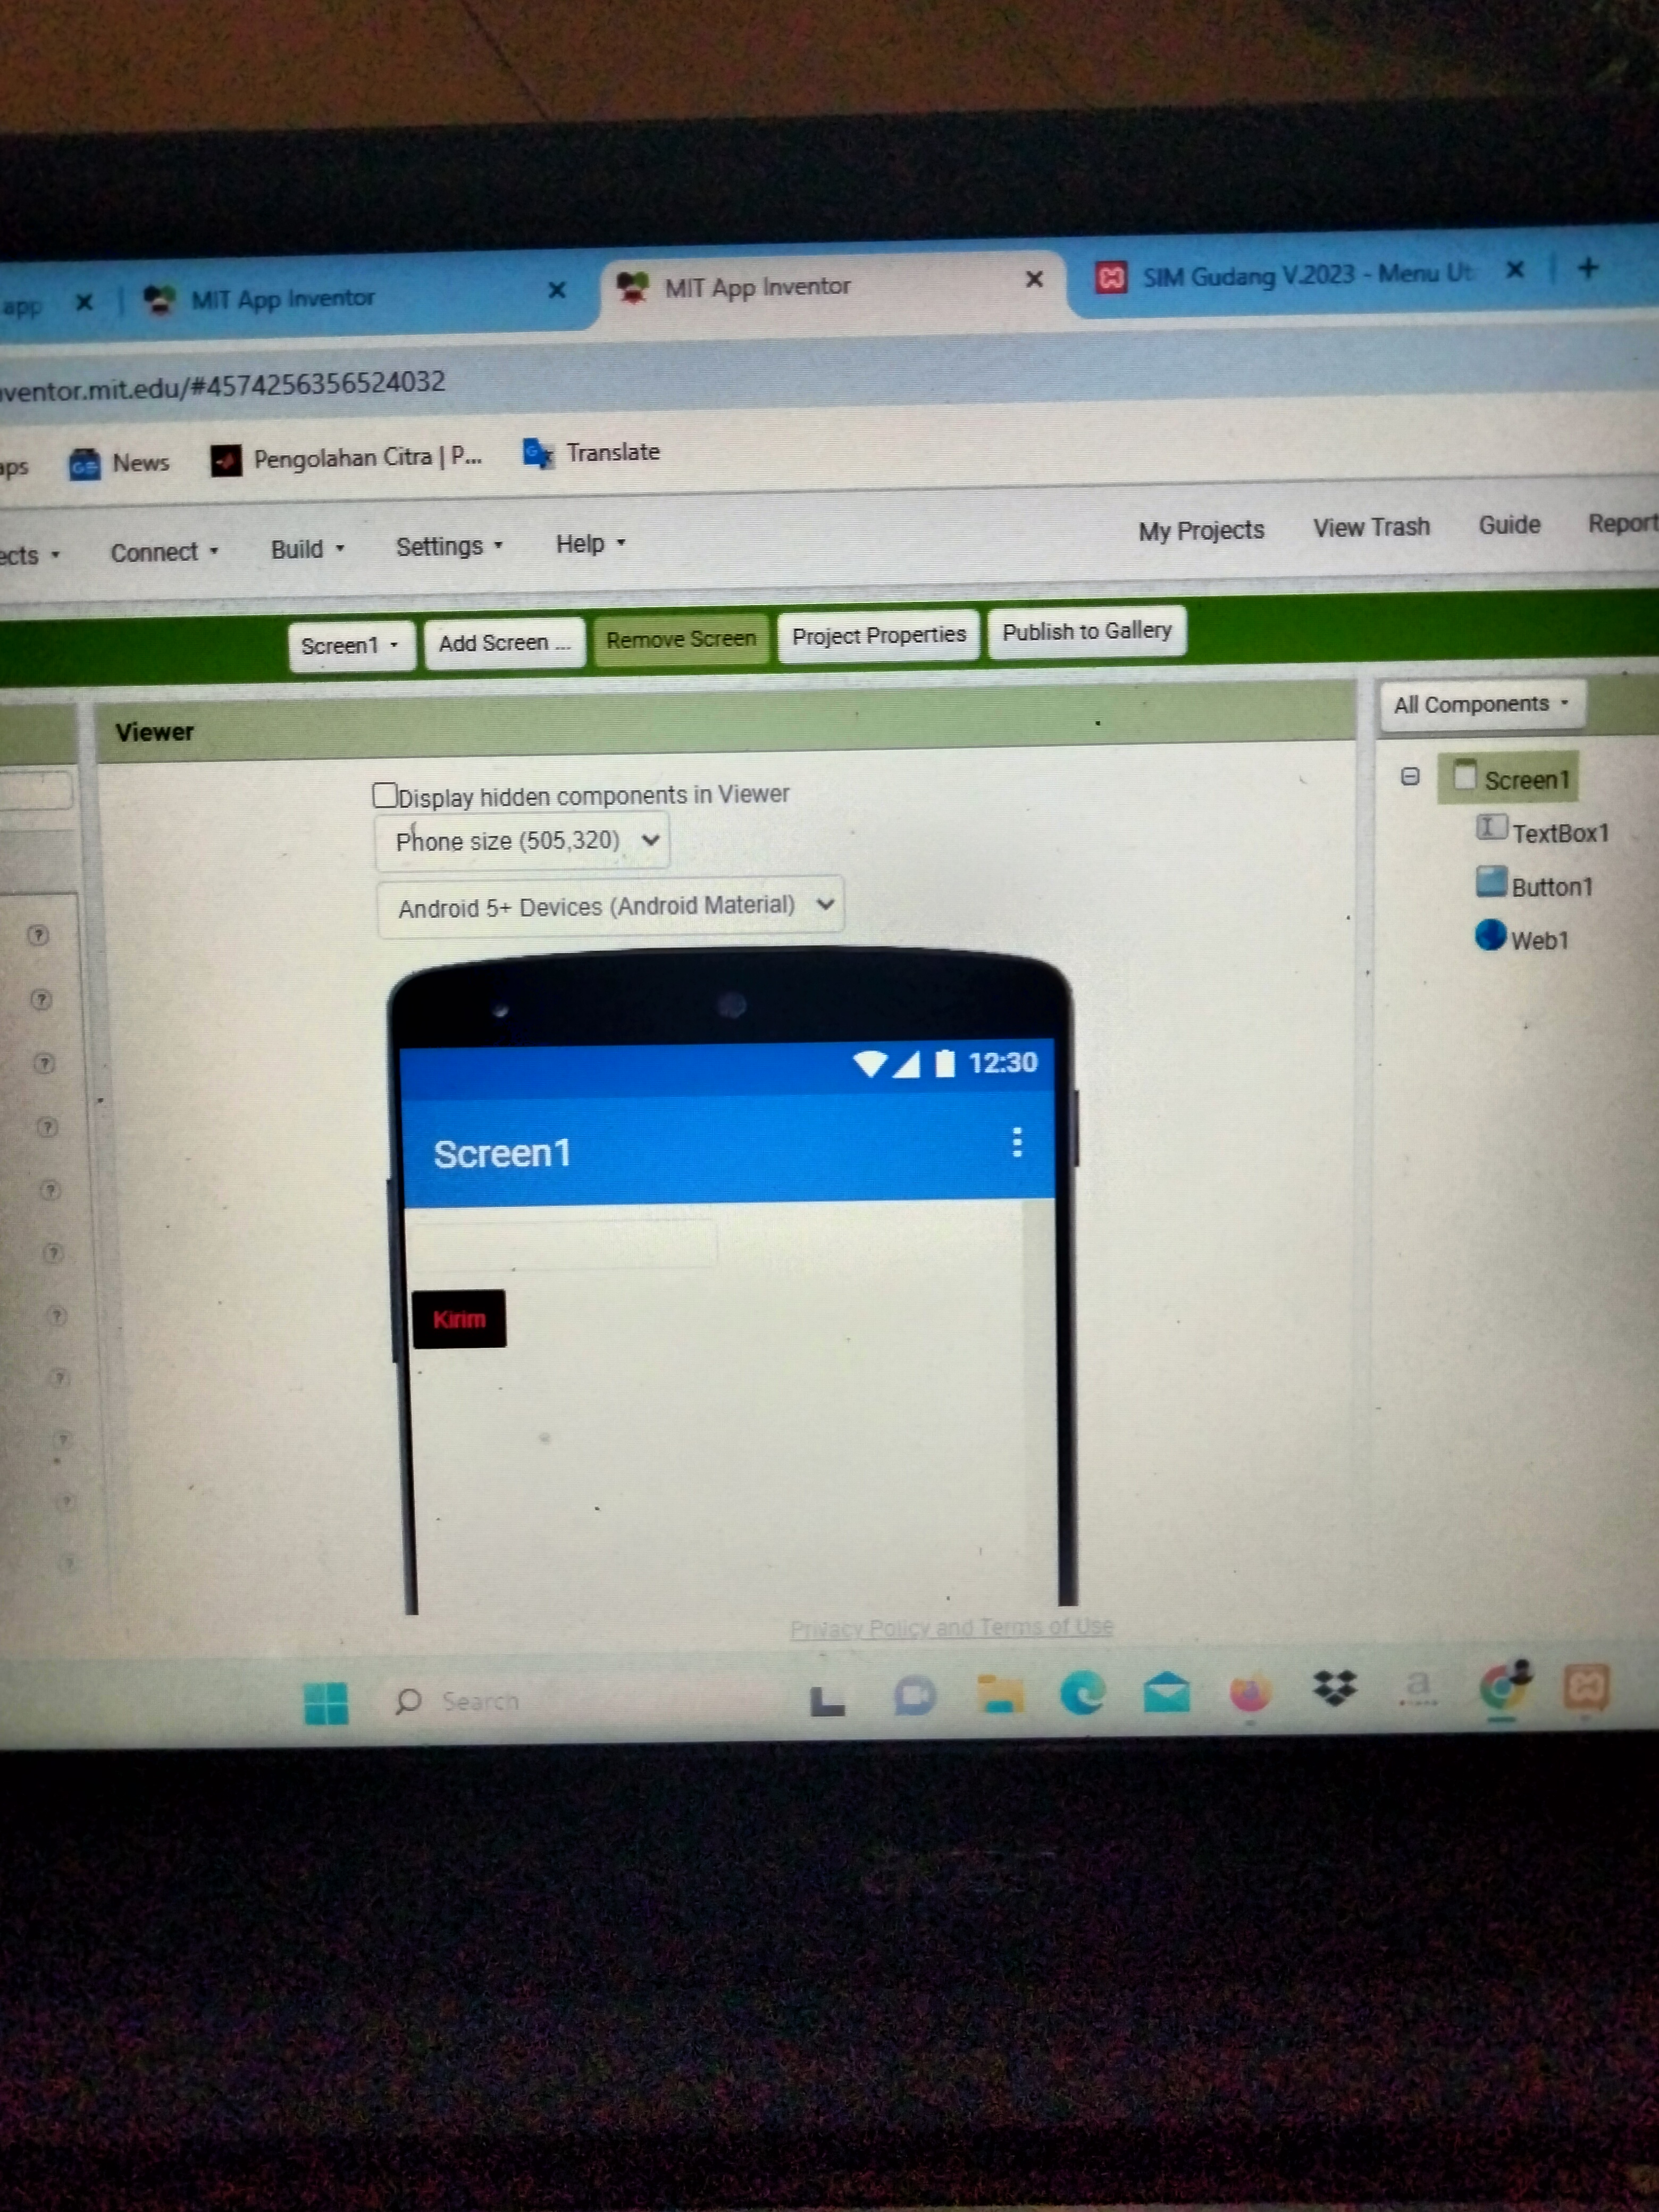 app
MIT App Inventor
MIT App Inventor
SIM Gudang V.2023 - Menu Ut
ventor.mit.edu/#4574256356524032
aps
News
Pengolahan Citra | P...
Translate
ects
Connect
Build
Settings
Help
My Projects
View Trash
Guide
Report
Screen1
Add Screen ...
Remove Screen
Project Properties
Publish to Gallery
Viewer
All Components
Display hidden components in Viewer
Phone size (505,320)
Android 5+ Devices (Android Material)
Screen1
TextBox1
Button1
Web1
12:30
Screen1
Kirim
Privacy Policy and Terms of Use
Search